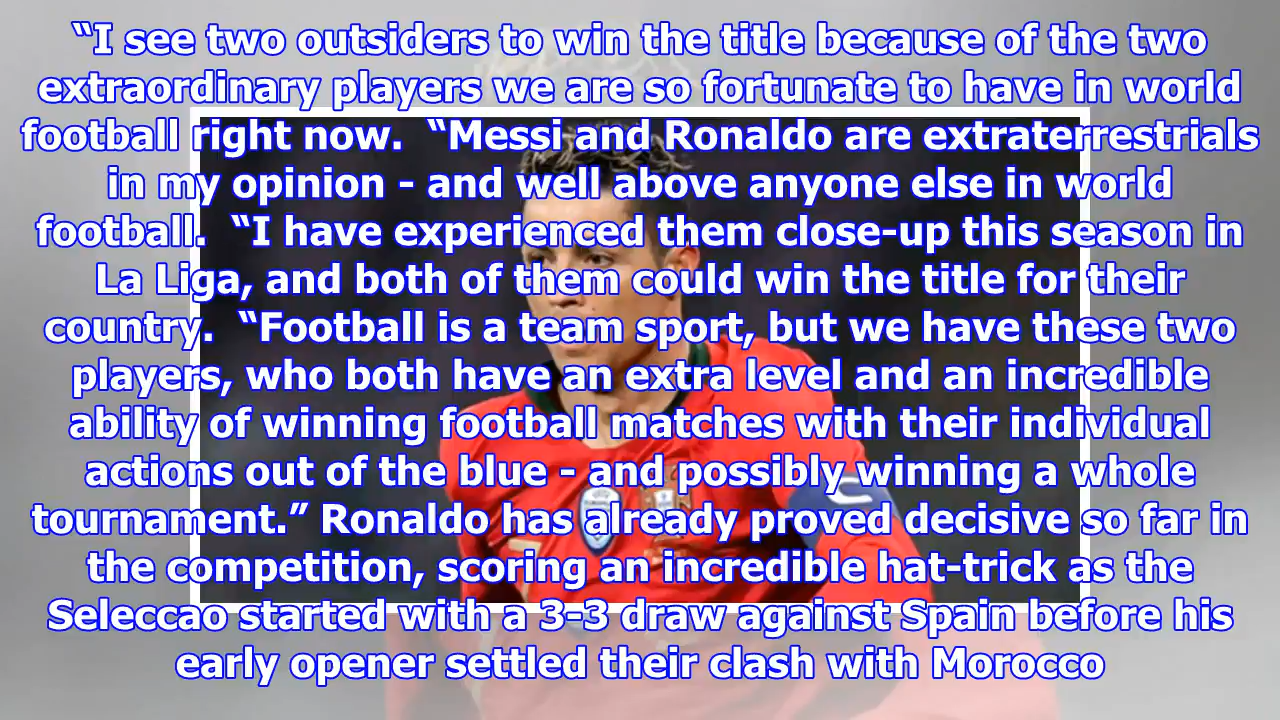 “I see two outsiders to win the title because of the two
extraordinary players we are so fortunate to have in world
football right now.  “Messi and Ronaldo are extraterrestrials
in my opinion - and well above anyone else in world
football.  “I have experienced them close-up this season in
La Liga, and both of them could win the title for their
country.  “Football is a team sport, but we have these two
players, who both have an extra level and an incredible
ability of winning football matches with their individual
actions out of the blue - and possibly winning a whole
tournament.” Ronaldo has already proved decisive so far in
the competition, scoring an incredible hat-trick as the
Seleccao started with a 3-3 draw against Spain before his
early opener settled their clash with Morocco